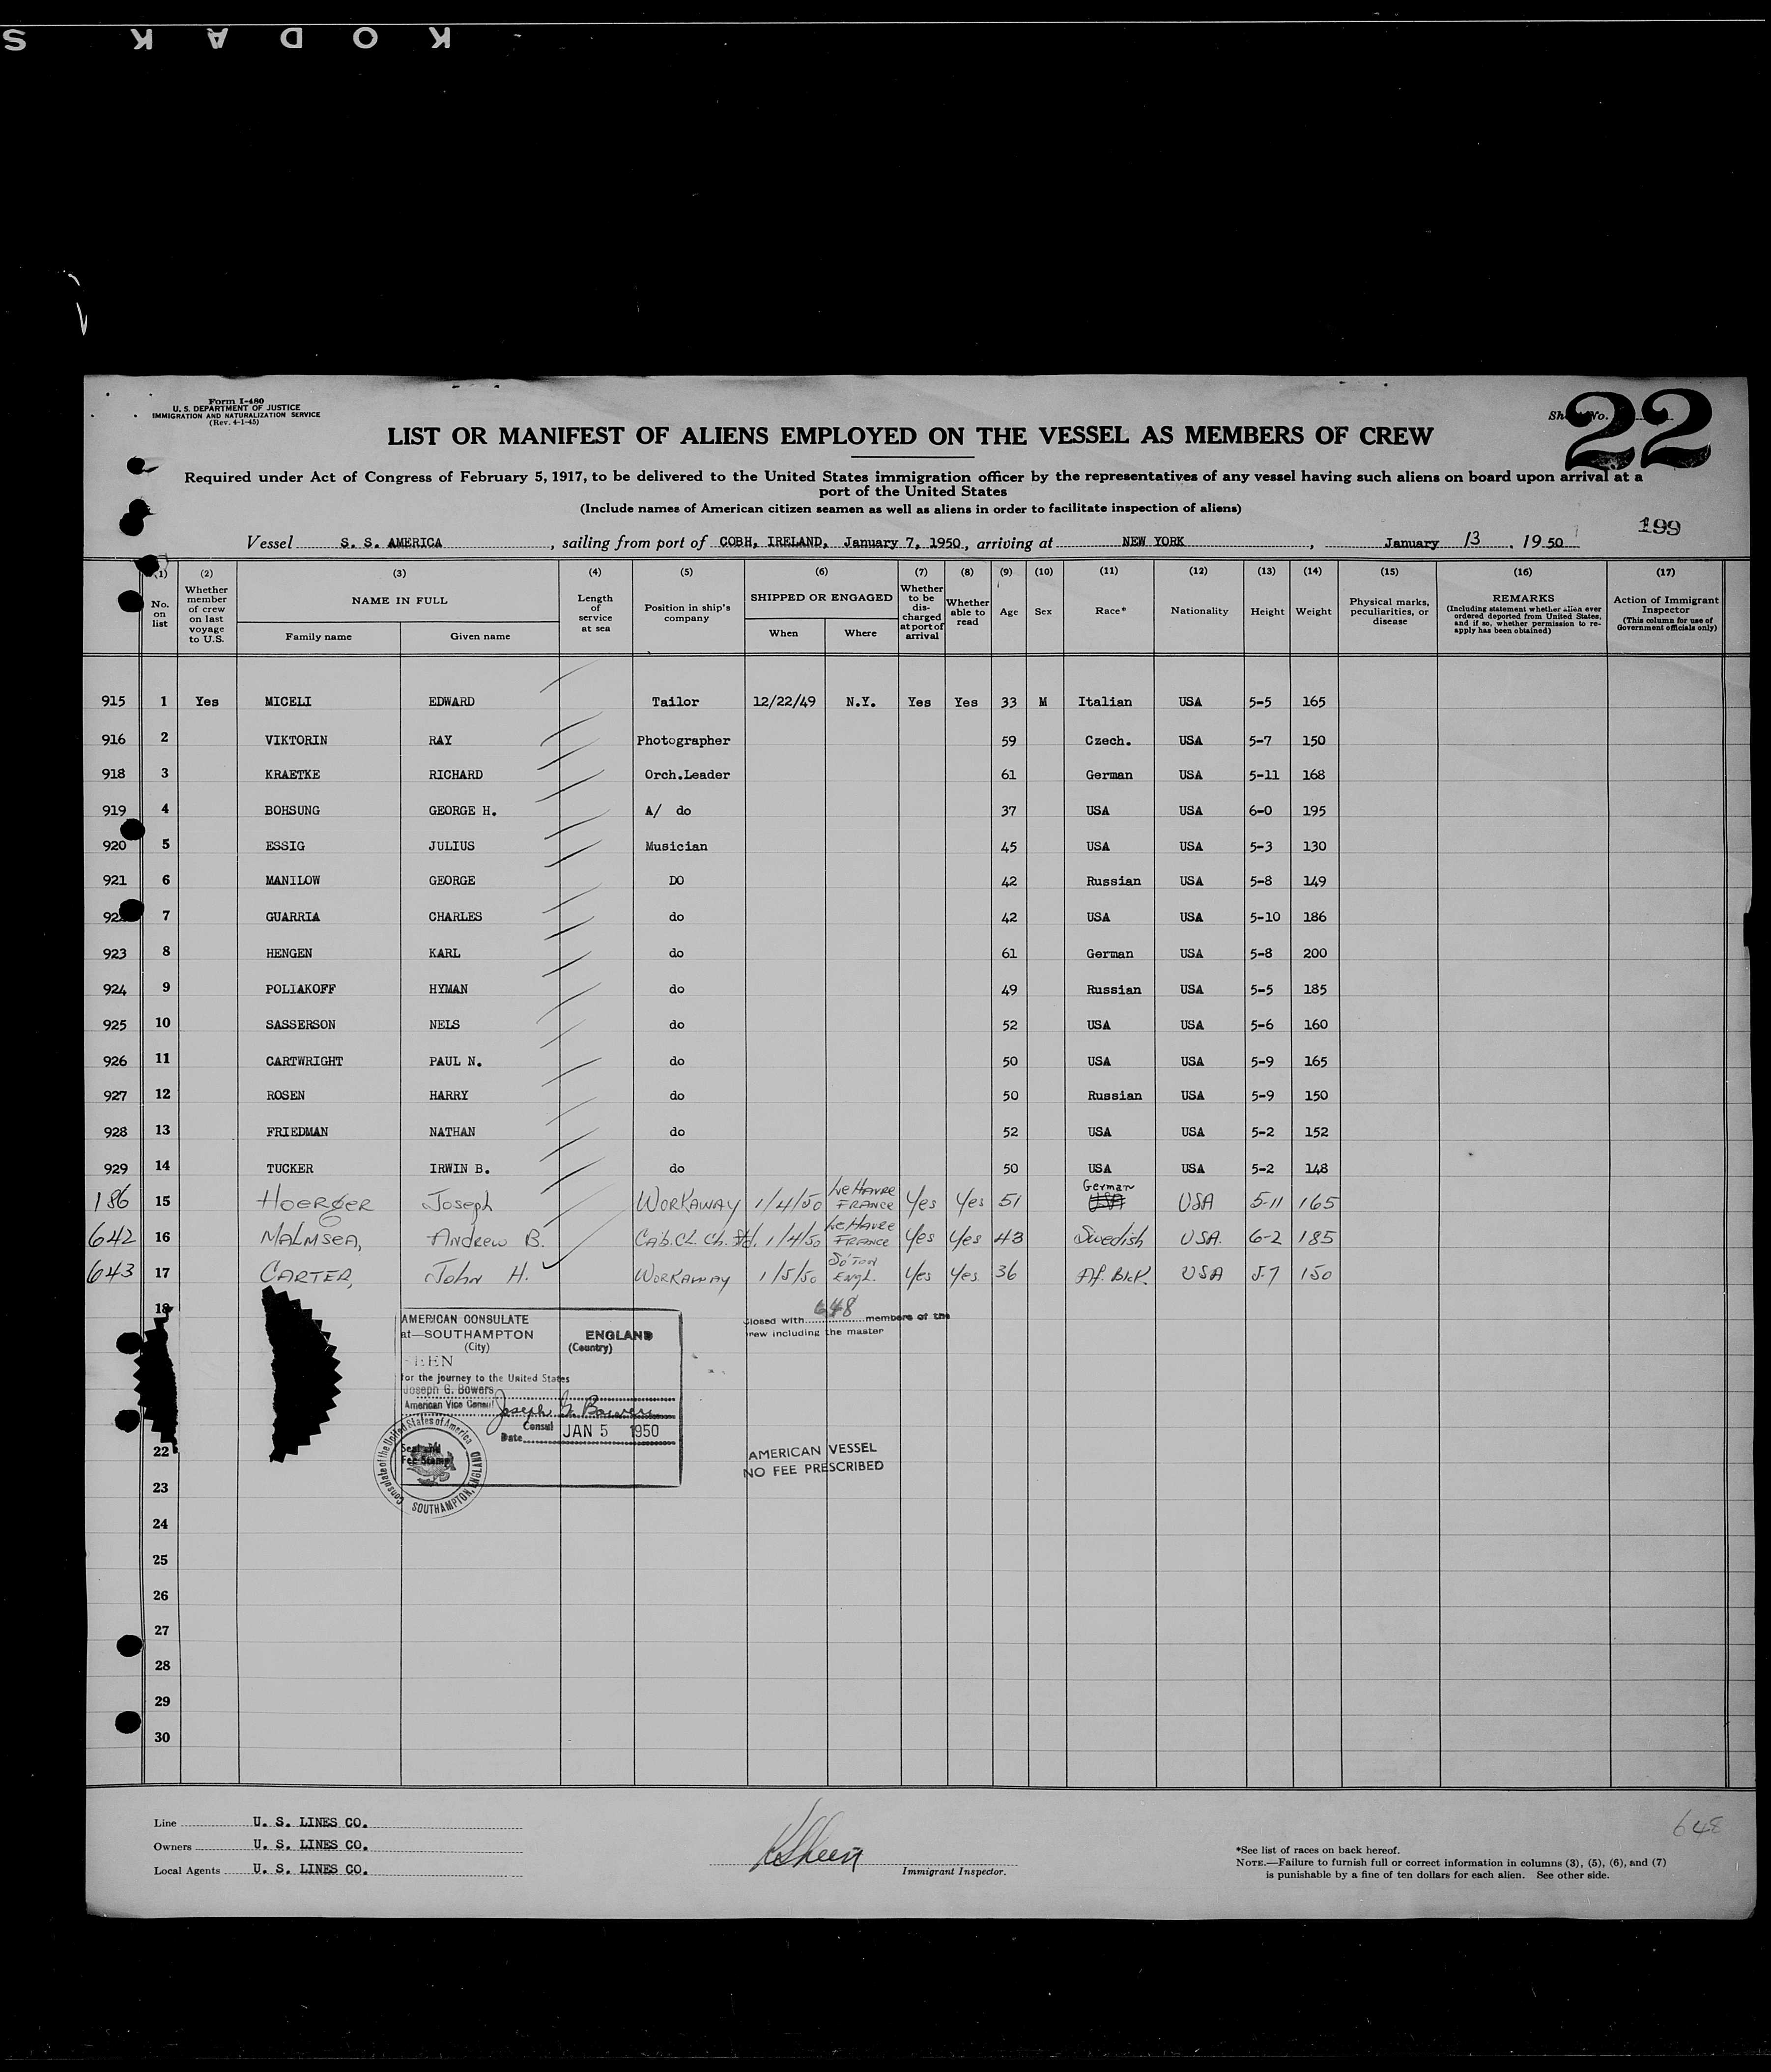 KODAK S
Form I-480
U. S. DEPARTMENT OF JUSTICE
IMMIGRATION AND NATURALIZATION SERVICE
(Rev. 4-1-45)
No.
22
LIST OR MANIFEST OF ALIENS EMPLOYED ON THE VESSEL AS MEMBERS OF CREW
Required under Act of Congress of February 5, 1917, to be delivered to the United States immigration officer by the representatives of any vessel having such aliens on board upon arrival at a
port of the United States
(Include names of American citizen seamen as well as aliens in order to facilitate inspection of aliens)
199
Vessel S. S. AMERICA, sailing from port of COBH, IRELAND, January 7, 1950, arriving at NEW YORK, January 13, 1950
(1) No. on list
(2) Whether member of crew on last voyage to U.S.
(3) NAME IN FULL
Family name Given name
(4) Length of service at sea
(5) Position in ship's company
(6) SHIPPED OR ENGAGED
When Where
(7) Whether to be discharged at port of arrival
(8) Whether able to read
(9) Age
(10) Sex
(11) Race*
(12) Nationality
(13) Height
(14) Weight
(15) Physical marks, peculiarities, or disease
(16) REMARKS (Including statement whether alien ever ordered deported from United States, and if so, whether permission to re-apply has been obtained)
(17) Action of Immigrant Inspector (This column for use of Government officials only)
915 1 Yes MICELI EDWARD Tailor 12/22/49 N.Y. Yes Yes 33 M Italian USA 5-5 165
916 2 VIKTORIN RAY Photographer 59 Czech. USA 5-7 150
918 3 KRAETKE RICHARD Orch.Leader 61 German USA 5-11 168
919 4 BOHSUNG GEORGE H. A/ do 37 USA USA 6-0 195
920 5 ESSIG JULIUS Musician 45 USA USA 5-3 130
921 6 MANILOW GEORGE DO 42 Russian USA 5-8 149
92 7 GUARRIA CHARLES do 42 USA USA 5-10 186
923 8 HENGEN KARL do 61 German USA 5-8 200
924 9 POLIAKOFF HYMAN do 49 Russian USA 5-5 185
925 10 SASSERSON NELS do 52 USA USA 5-6 160
926 11 CARTWRIGHT PAUL N. do 50 USA USA 5-9 165
927 12 ROSEN HARRY do 50 Russian USA 5-9 150
928 13 FRIEDMAN NATHAN do 52 USA USA 5-2 152
929 14 TUCKER IRWIN B. do 50 USA USA 5-2 148
186 15 HOERGER Joseph WORKAWAY 1/4/50 Le HAVRE FRANCE Yes Yes 51 German USA USA 5-11 165
642 16 MALMSEA, Andrew B. Cab.Cl. Ch. Std. 1/4/50 Le HAVRE FRANCE Yes Yes 43 Swedish USA. 6-2 185
643 17 CARTER, John H. WORKAWAY 1/5/50 So'TON ENGL. Yes Yes 36 Af. Blck. USA 5-7 150
18
AMERICAN CONSULATE
at—SOUTHAMPTON ENGLAND
(City) (Country)
EEN
for the journey to the United States
Joseph G. Bowers
American Vice Consul Joseph G. Bowers
Consul
Date JAN 5 1950
Seal and
Fee Stamp
Consulate of the United States of America
SOUTHAMPTON, ENGLAND
648
closed with members of the
rew including the master
AMERICAN VESSEL
NO FEE PRESCRIBED
22
23
24
25
26
27
28
29
30
Line U. S. LINES CO.
Owners U. S. LINES CO.
Local Agents U. S. LINES CO.
Immigrant Inspector.
648
*See list of races on back hereof.
NOTE.—Failure to furnish full or correct information in columns (3), (5), (6), and (7)
is punishable by a fine of ten dollars for each alien. See other side.